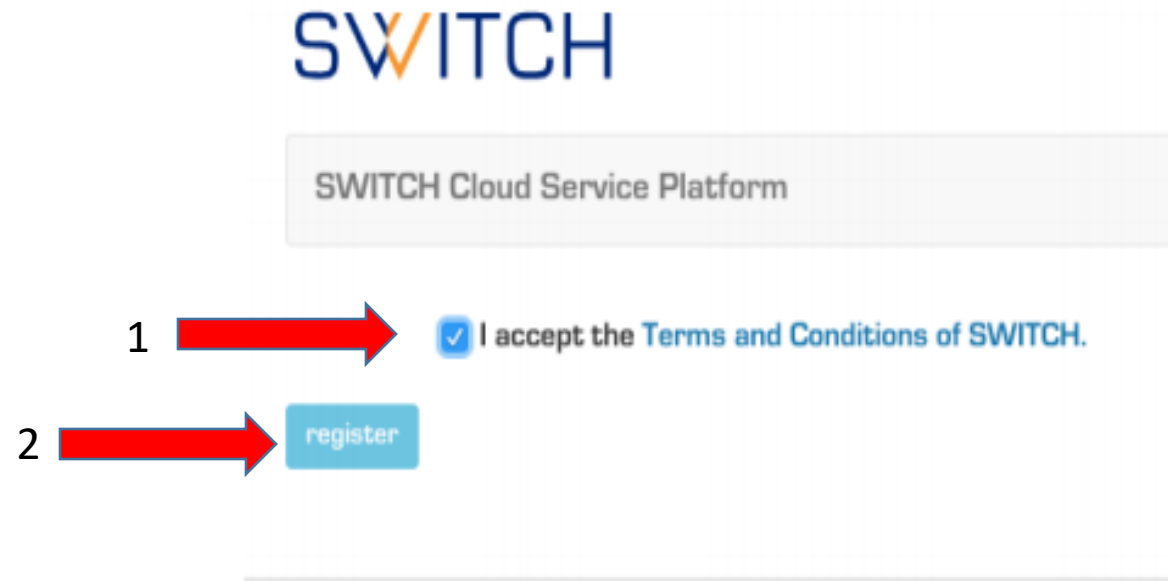 SWITCH
SWITCH Cloud Service Platform
1
I accept the Terms and Conditions of SWITCH.
2
register